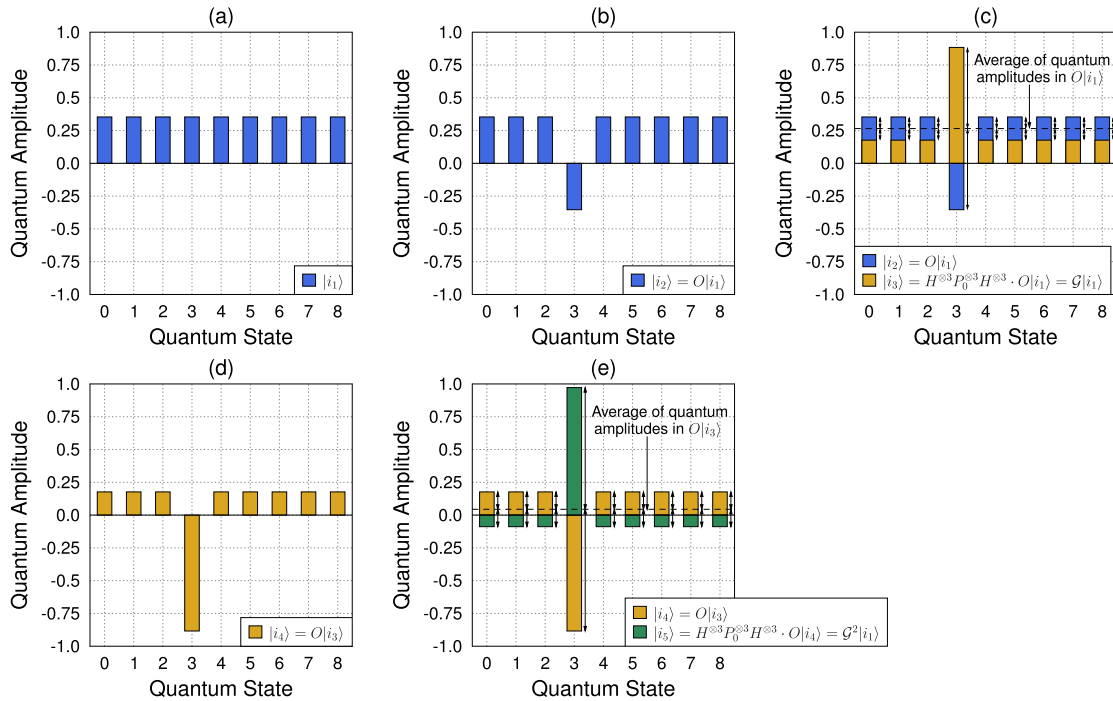 (a)
Quantum Amplitude
1.0
0.75
0.5
0.25
0.0
-0.25
-0.5
-0.75
-1.0
|i₁⟩
0 1 2 3 4 5 6 7 8
Quantum State
(b)
Quantum Amplitude
1.0
0.75
0.5
0.25
0.0
-0.25
-0.5
-0.75
-1.0
|i₂⟩ = O|i₁⟩
0 1 2 3 4 5 6 7 8
Quantum State
(c)
Quantum Amplitude
1.0
0.75
0.5
0.25
0.0
-0.25
-0.5
-0.75
-1.0
Average of quantum
amplitudes in O|i₁⟩
|i₂⟩ = O|i₁⟩
|i₃⟩ = H^⊗3 P₀^⊗3 H^⊗3 · O|i₁⟩ = 𝒢|i₁⟩
0 1 2 3 4 5 6 7 8
Quantum State
(d)
Quantum Amplitude
1.0
0.75
0.5
0.25
0.0
-0.25
-0.5
-0.75
-1.0
|i₄⟩ = O|i₃⟩
0 1 2 3 4 5 6 7 8
Quantum State
(e)
Quantum Amplitude
1.0
0.75
0.5
0.25
0.0
-0.25
-0.5
-0.75
-1.0
Average of quantum
amplitudes in O|i₃⟩
|i₄⟩ = O|i₃⟩
|i₅⟩ = H^⊗3 P₀^⊗3 H^⊗3 · O|i₄⟩ = 𝒢²|i₁⟩
0 1 2 3 4 5 6 7 8
Quantum State